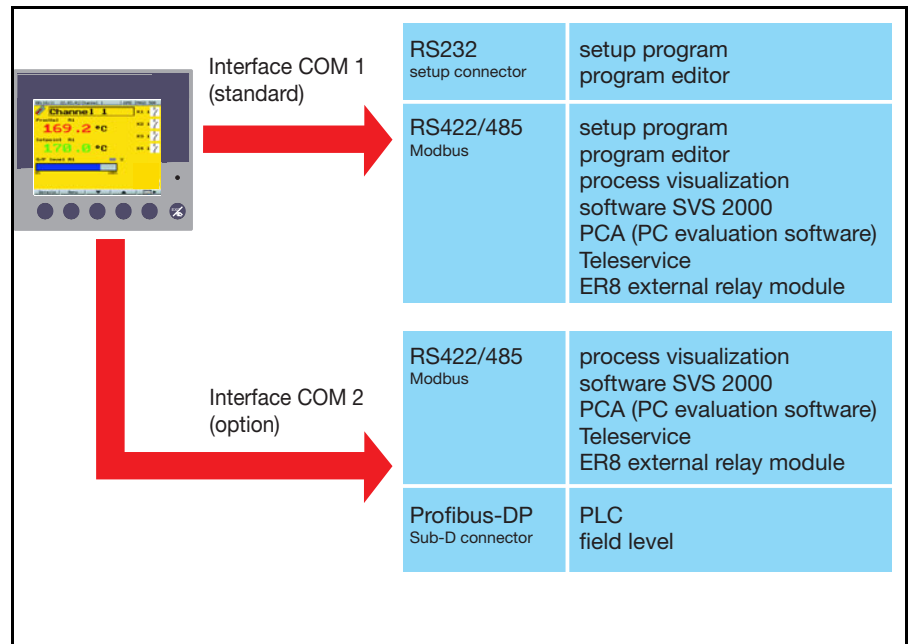 Channel 1
169.2 °C
170.0 °C
Interface COM 1
(standard)
RS232
setup connector
setup program
program editor
RS422/485
Modbus
setup program
program editor
process visualization
software SVS 2000
PCA (PC evaluation software)
Teleservice
ER8 external relay module
Interface COM 2
(option)
RS422/485
Modbus
process visualization
software SVS 2000
PCA (PC evaluation software)
Teleservice
ER8 external relay module
Profibus-DP
Sub-D connector
PLC
field level